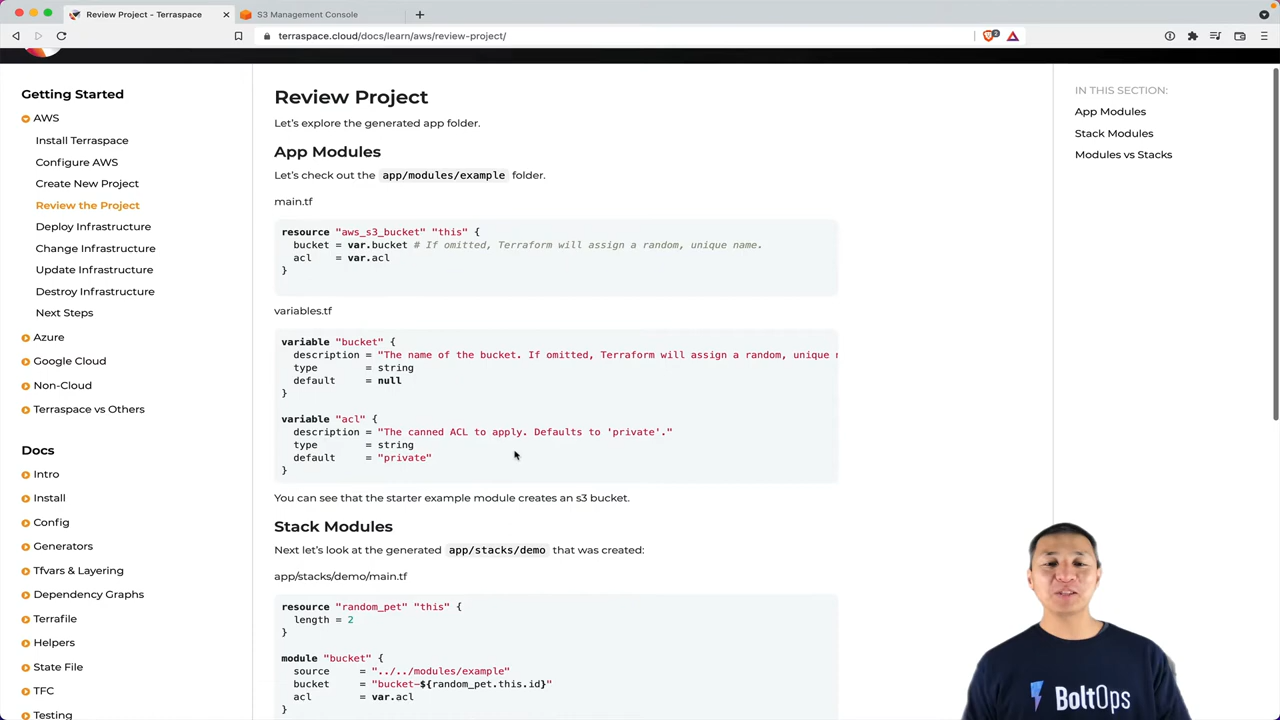 Review Project - Terraspace
S3 Management Console
terraspace.cloud/docs/learn/aws/review-project/
2
Getting Started
AWS
Install Terraspace
Configure AWS
Create New Project
Review the Project
Deploy Infrastructure
Change Infrastructure
Update Infrastructure
Destroy Infrastructure
Next Steps
Azure
Google Cloud
Non-Cloud
Terraspace vs Others
Docs
Intro
Install
Config
Generators
Tfvars & Layering
Dependency Graphs
Terrafile
Helpers
State File
TFC
Testing
Review Project
Let's explore the generated app folder.
App Modules
Let's check out the app/modules/example folder.
main.tf
resource "aws_s3_bucket" "this" {
bucket = var.bucket # If omitted, Terraform will assign a random, unique name.
acl = var.acl
}
variables.tf
variable "bucket" {
description = "The name of the bucket. If omitted, Terraform will assign a random, unique
type = string
default = null
}
variable "acl" {
description = "The canned ACL to apply. Defaults to 'private'."
type = string
default = "private"
}
You can see that the starter example module creates an s3 bucket.
Stack Modules
Next let's look at the generated app/stacks/demo that was created:
app/stacks/demo/main.tf
resource "random_pet" "this" {
length = 2
}
module "bucket" {
source = "../../modules/example"
bucket = "bucket-${random_pet.this.id}"
acl = var.acl
}
IN THIS SECTION:
App Modules
Stack Modules
Modules vs Stacks
BoltOps